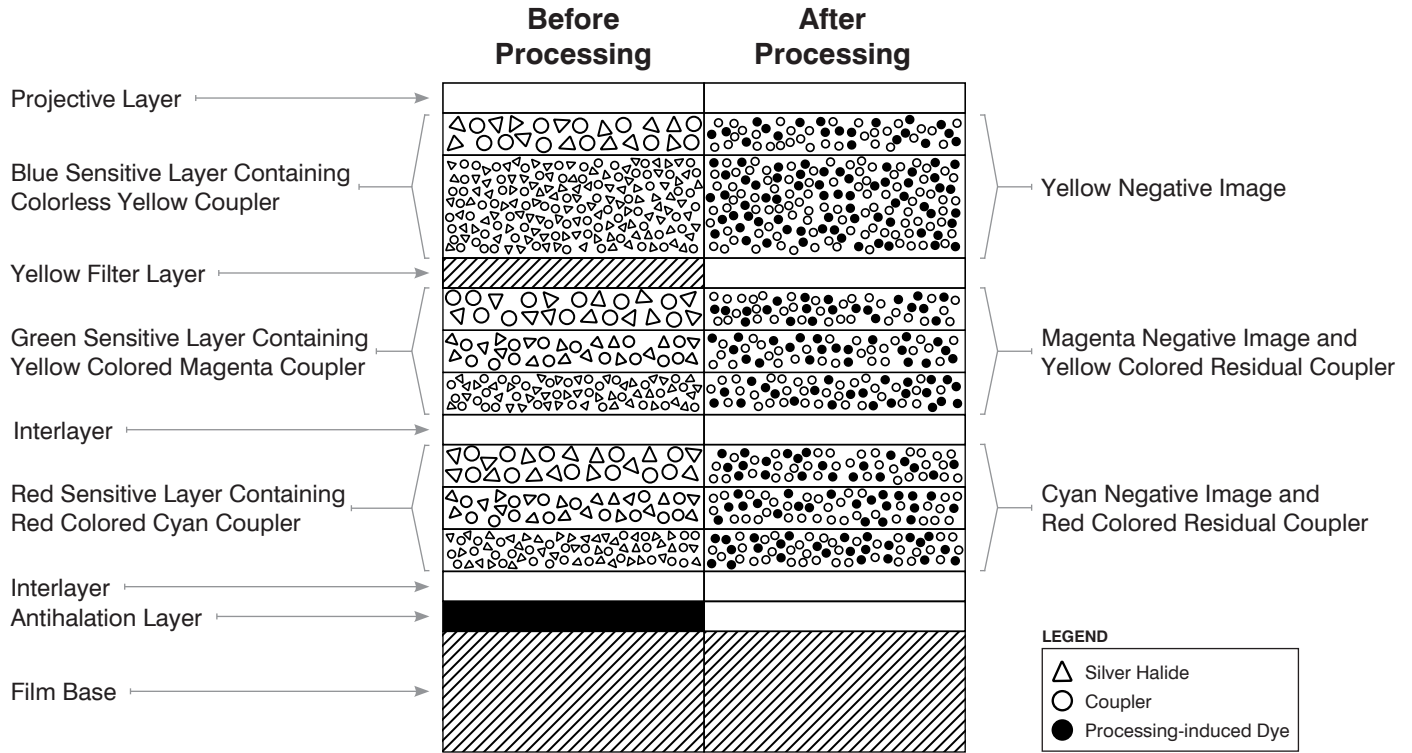 Before
Processing
After
Processing
Projective Layer
Blue Sensitive Layer Containing
Colorless Yellow Coupler
Yellow Filter Layer
Green Sensitive Layer Containing
Yellow Colored Magenta Coupler
Interlayer
Red Sensitive Layer Containing
Red Colored Cyan Coupler
Interlayer
Antihalation Layer
Film Base
Yellow Negative Image
Magenta Negative Image and
Yellow Colored Residual Coupler
Cyan Negative Image and
Red Colored Residual Coupler
LEGEND
Silver Halide
Coupler
Processing-induced Dye